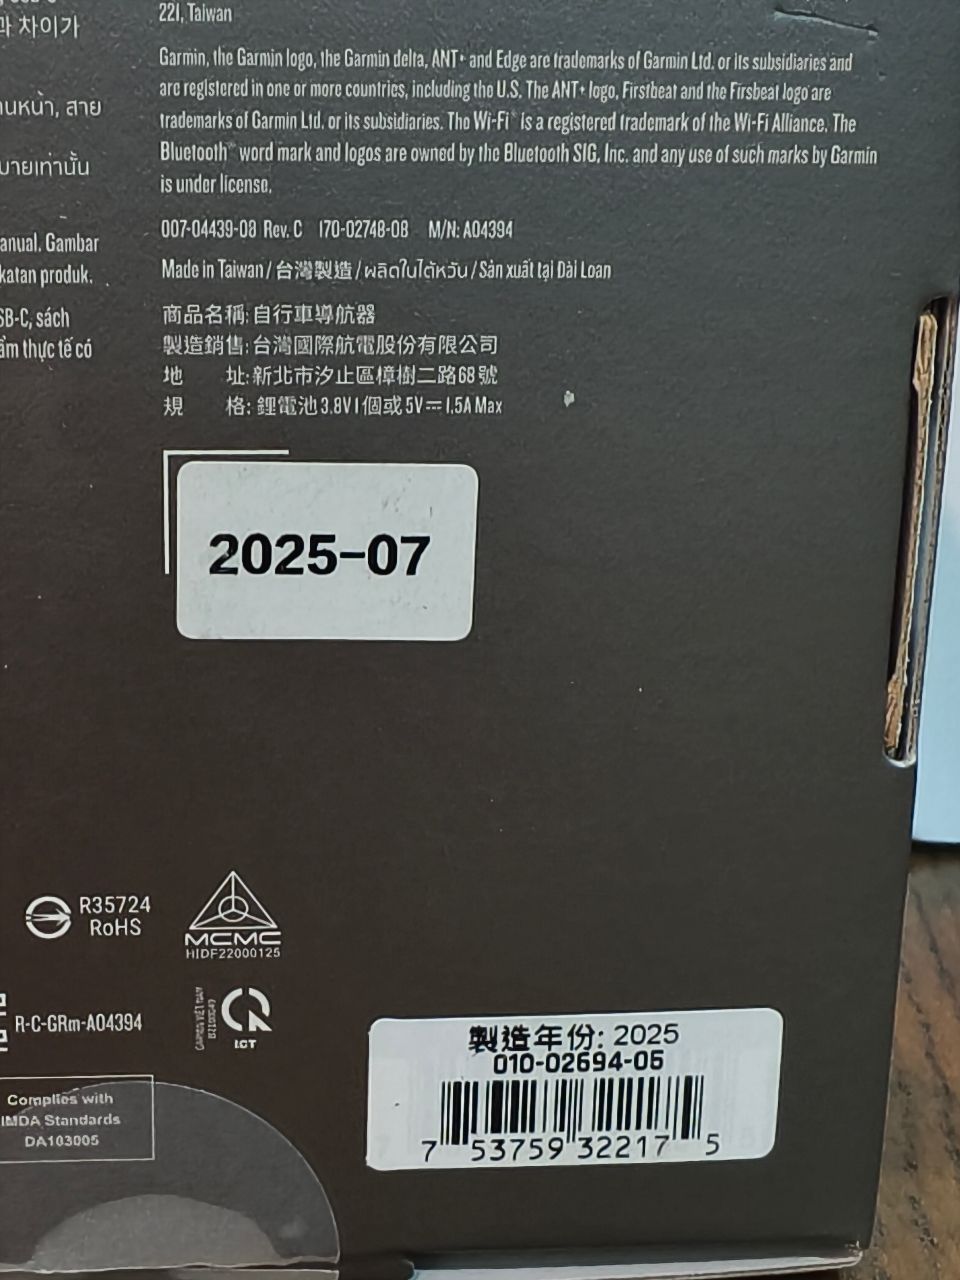 과 차이가
านหน้า, สาย
บายเท่านั้น
anual. Gambar
katan produk.
SB-C, sách
ẩm thực tế có
221, Taiwan
Garmin, the Garmin logo, the Garmin delta, ANT+ and Edge are trademarks of Garmin Ltd. or its subsidiaries and
are registered in one or more countries, including the U.S. The ANT+ logo, Firstbeat and the Firsbeat logo are
trademarks of Garmin Ltd. or its subsidiaries. The Wi-Fi® is a registered trademark of the Wi-Fi Alliance. The
Bluetooth® word mark and logos are owned by the Bluetooth SIG, Inc. and any use of such marks by Garmin
is under license.
007-04439-08 Rev. C 170-02748-08 M/N: A04394
Made in Taiwan / 台灣製造 / ผลิตในไต้หวัน / Sản xuất tại Đài Loan
商品名稱: 自行車導航器
製造銷售: 台灣國際航電股份有限公司
地 址: 新北市汐止區樟樹二路68號
規 格: 鋰電池3.8V1個或5V⎓1.5A Max
2025-07
R35724
RoHS
MCMC
HIDF22000125
R-C-GRm-A04394
ICT
Complies with
IMDA Standards
DA103005
製造年份: 2025
010-02694-06
7 53759 32217 5